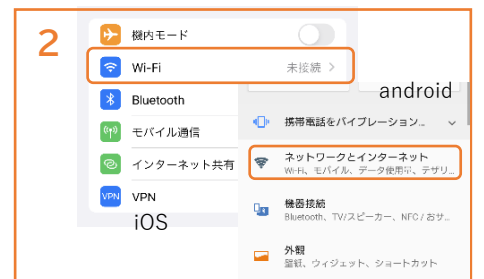 2
機内モード
Wi-Fi
未接続
Bluetooth
モバイル通信
インターネット共有
VPN
VPN
iOS
android
携帯電話をバイブレーション...
ネットワークとインターネット
Wi-Fi、モバイル、データ使用量、テザリ...
機器接続
Bluetooth、TV/スピーカー、NFC / おサ...
外観
壁紙、ウィジェット、ショートカット